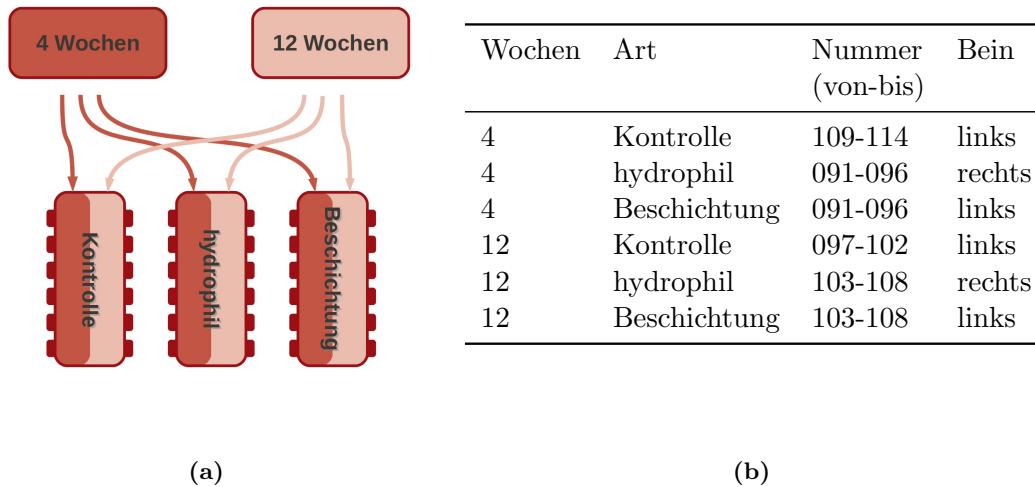 4 Wochen
12 Wochen
Kontrolle
hydrophil
Beschichtung
(a)
Wochen Art Nummer (von-bis) Bein
4 Kontrolle 109-114 links
4 hydrophil 091-096 rechts
4 Beschichtung 091-096 links
12 Kontrolle 097-102 links
12 hydrophil 103-108 rechts
12 Beschichtung 103-108 links
(b)